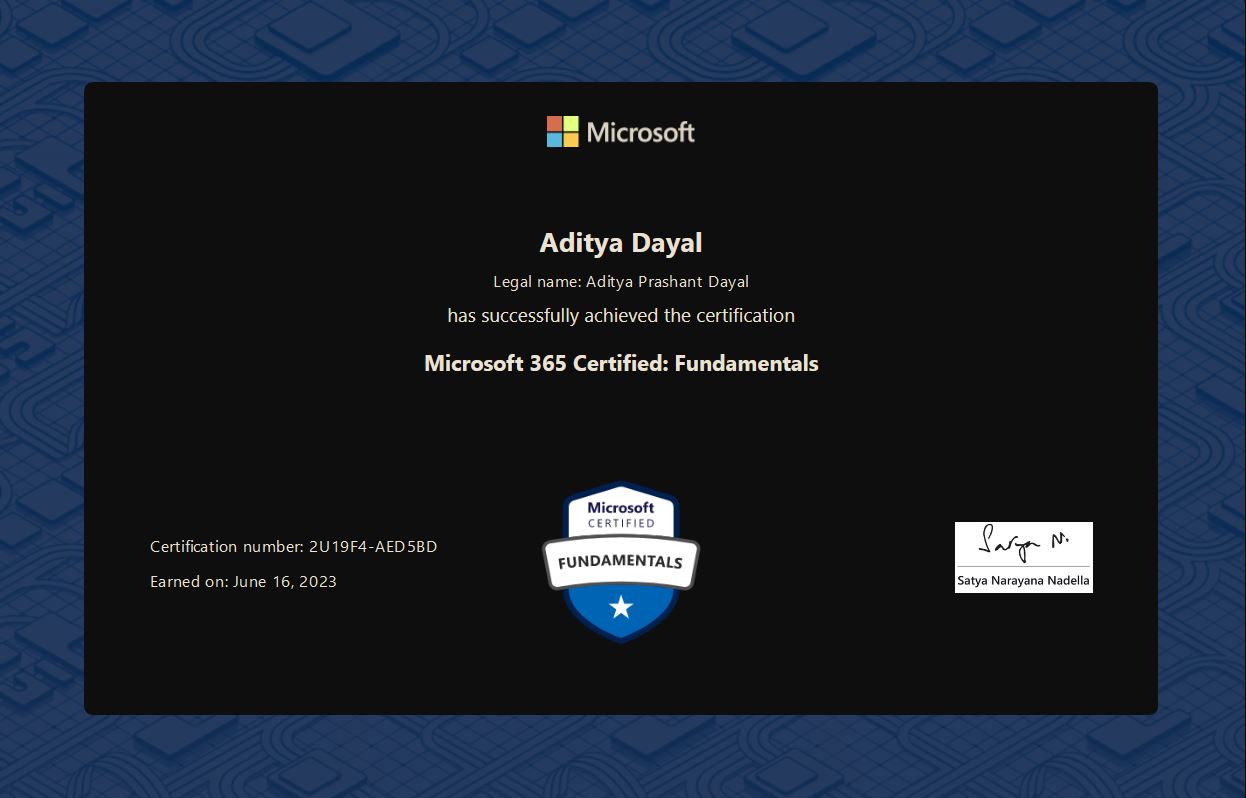 Microsoft
Aditya Dayal
Legal name: Aditya Prashant Dayal
has successfully achieved the certification
Microsoft 365 Certified: Fundamentals
Microsoft
CERTIFIED
FUNDAMENTALS
Certification number: 2U19F4-AED5BD
Earned on: June 16, 2023
Satya N.
Satya Narayana Nadella